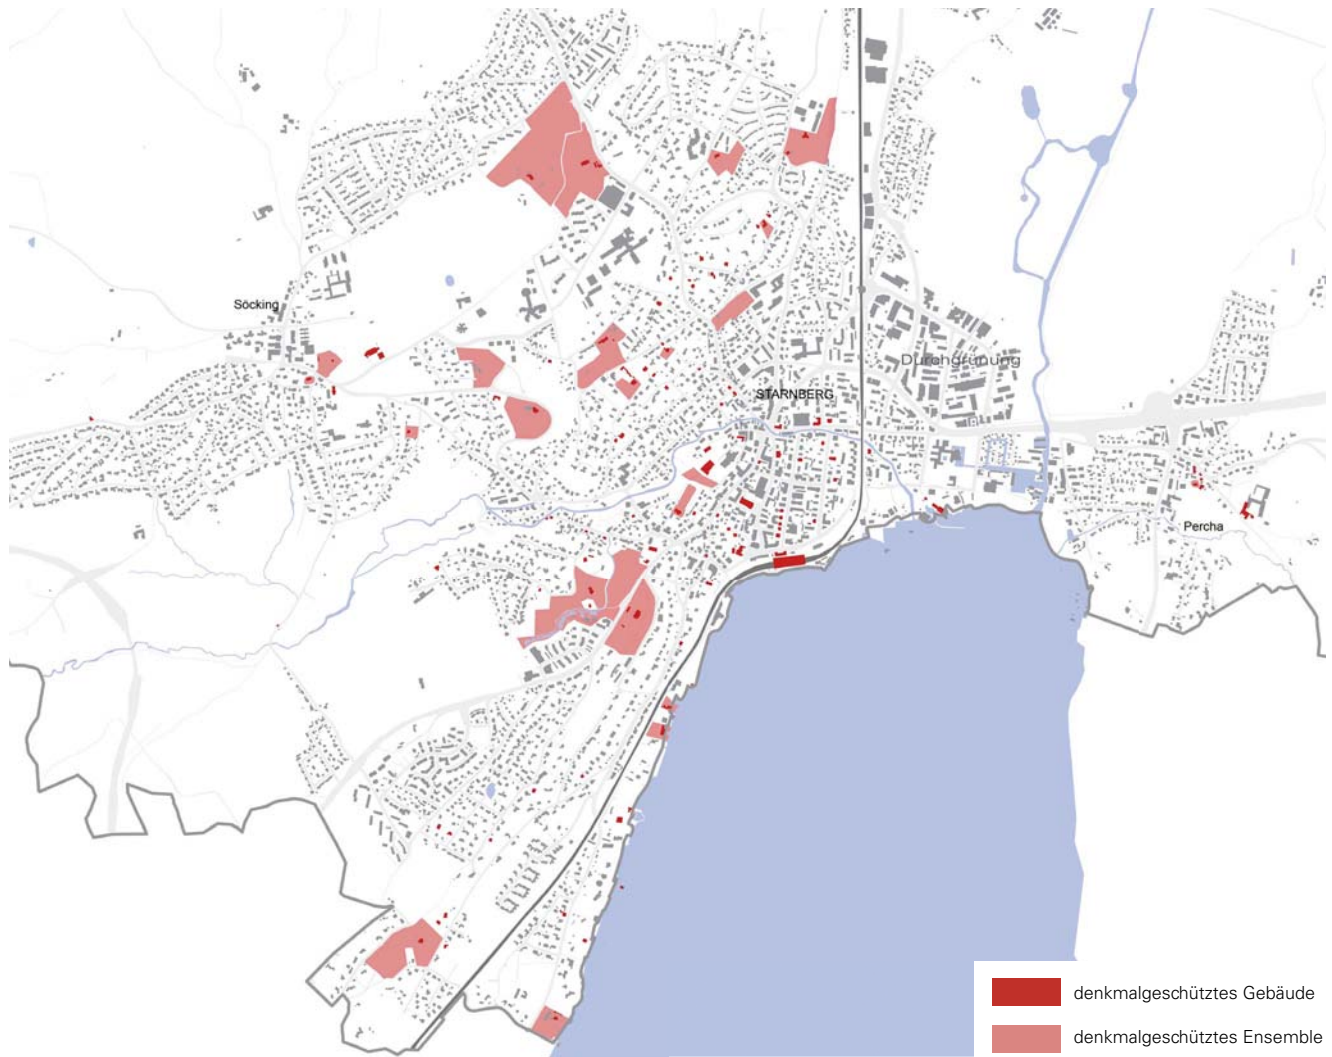 Söcking
Durchgrünung
STARNBERG
Percha
denkmalgeschütztes Gebäude
denkmalgeschütztes Ensemble